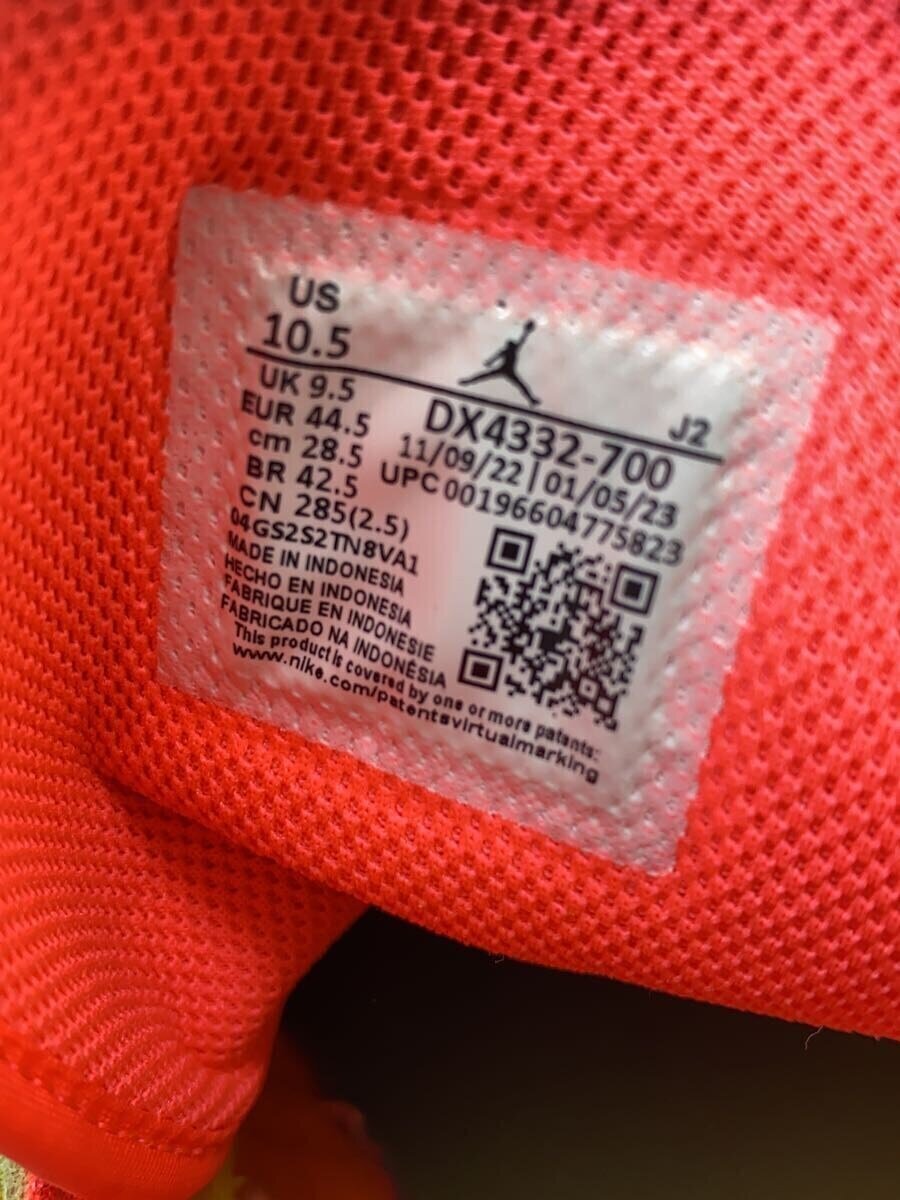 US
10.5
J2
UK 9.5
EUR 44.5
cm 28.5
BR 42.5
CN 285(2.5)
DX4332-700
11/09/22 | 01/05/23
UPC 00196604775823
04GS2S2TN8VA1
MADE IN INDONESIA
HECHO EN INDONESIA
FABRIQUE EN INDONESIE
FABRICADO NA INDONÉSIA
This product is covered by one or more patents:
www.nike.com/patentsvirtualmarking